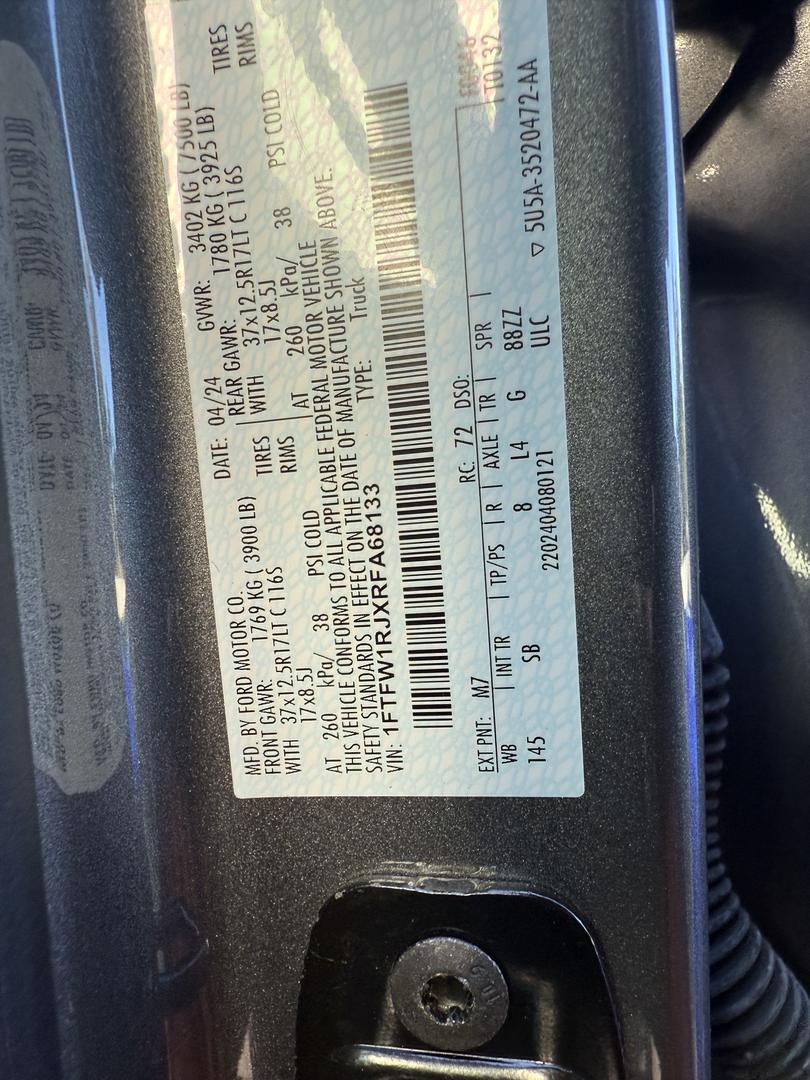 MFD. BY FORD MOTOR CO.
DATE: 04/24
GVWR: 3402 KG ( 7500 LB)
FRONT GAWR: 1769 KG ( 3900 LB)
REAR GAWR: 1780 KG ( 3925 LB)
WITH 37x12.5R17LT C 116S TIRES
WITH 37x12.5R17LT C 116S TIRES
17x8.5J RIMS
17x8.5J RIMS
AT 260 kPa/ 38 PSI COLD
AT 260 kPa/ 38 PSI COLD
THIS VEHICLE CONFORMS TO ALL APPLICABLE FEDERAL MOTOR VEHICLE
SAFETY STANDARDS IN EFFECT ON THE DATE OF MANUFACTURE SHOWN ABOVE.
VIN: 1FTFW1RJXRFA68133
TYPE: Truck
EXT PNT: M7 RC: 72 DSO:
WB | INT TR | TP/PS | R | AXLE | TR | SPR |
T0132
145 SB 8 L4 G 88ZZ
2202404080121 ULC
▽ 5U5A-3520472-AA